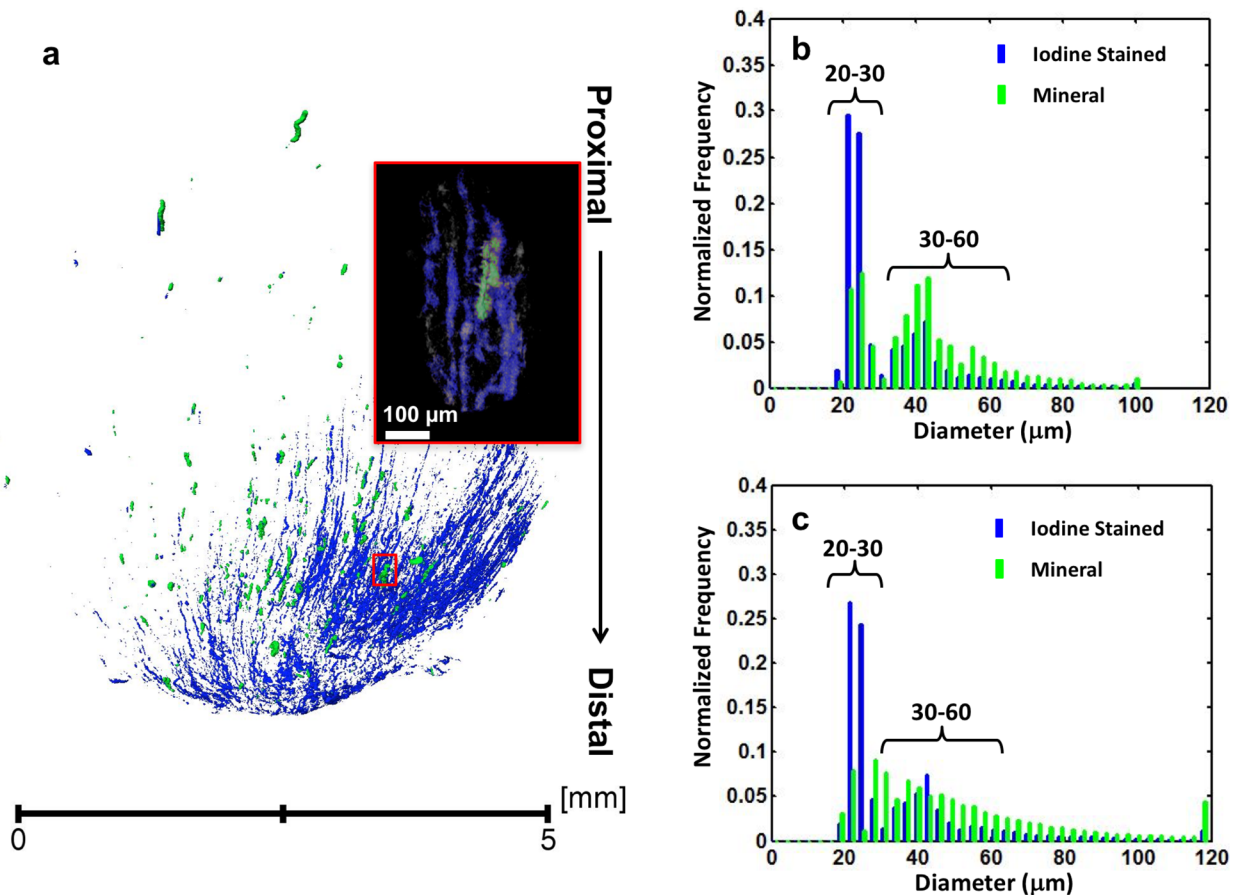 a
Proximal
Distal
100 μm
[mm]
0
5
b
0.4
0.35
0.3
0.25
0.2
0.15
0.1
0.05
0
Normalized Frequency
20-30
30-60
Iodine Stained
Mineral
0
20
40
60
80
100
120
Diameter (μm)
c
0.4
0.35
0.3
0.25
0.2
0.15
0.1
0.05
0
Normalized Frequency
20-30
30-60
Iodine Stained
Mineral
0
20
40
60
80
100
120
Diameter (μm)